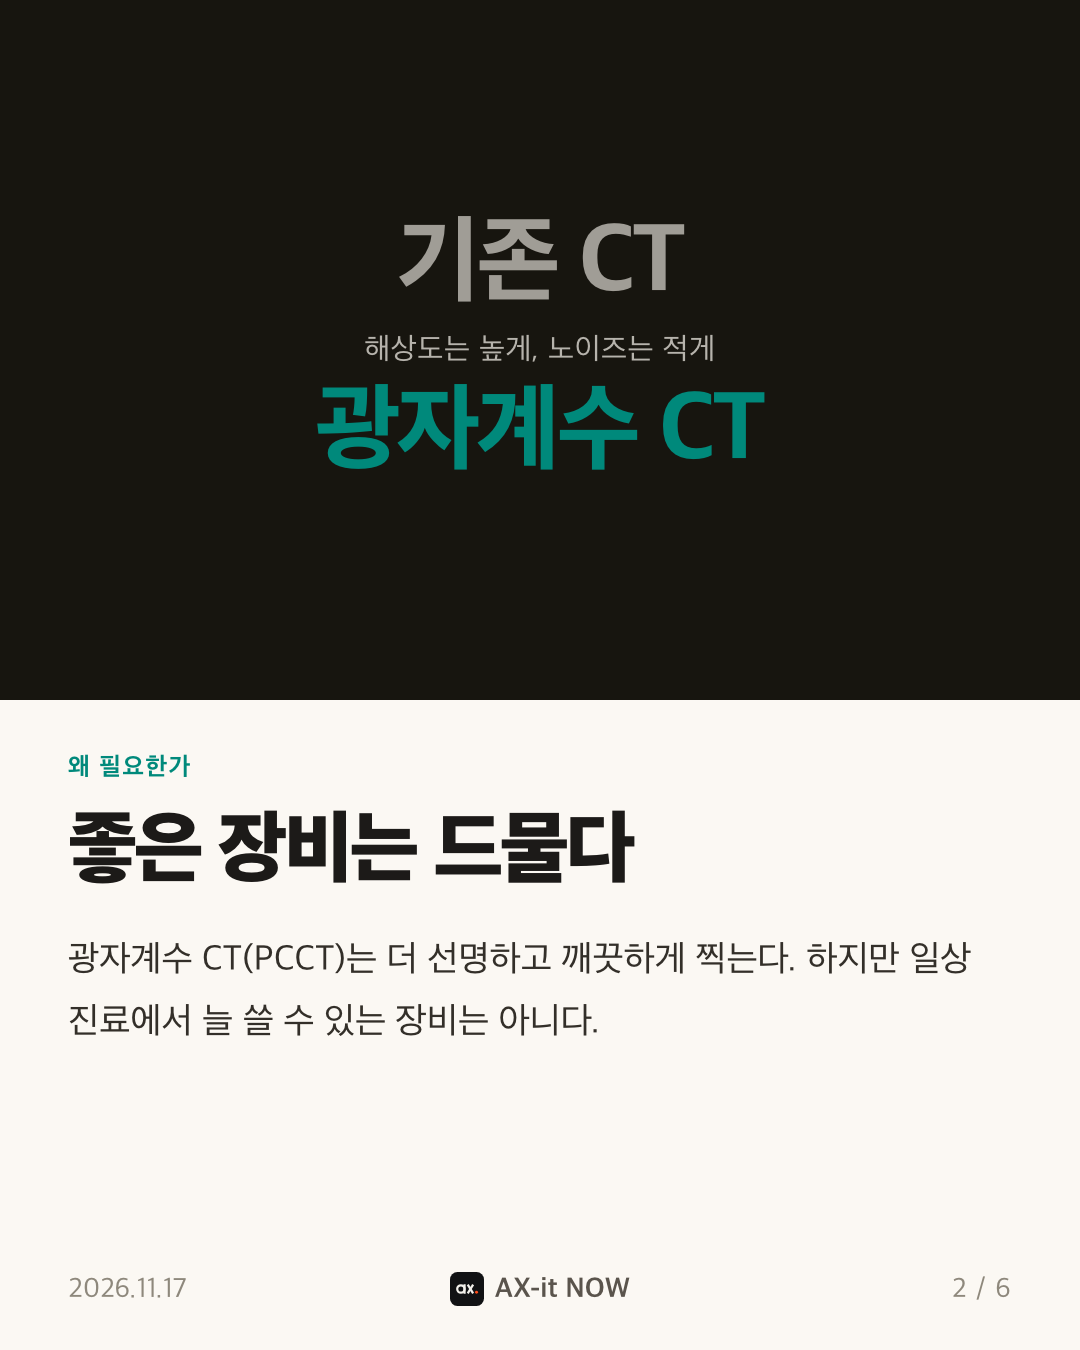 기존 CT
해상도는 높게, 노이즈는 적게
광자계수 CT
왜 필요한가
좋은 장비는 드물다
광자계수 CT(PCCT)는 더 선명하고 깨끗하게 찍는다. 하지만 일상
진료에서 늘 쓸 수 있는 장비는 아니다.
2026.11.17
ax. AX-it NOW
2 / 6